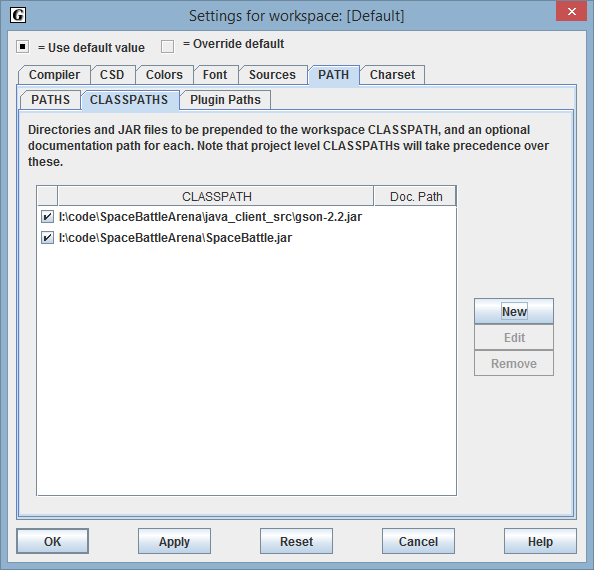 G
Settings for workspace: [Default]
= Use default value = Override default
Compiler CSD Colors Font Sources PATH Charset
PATHS CLASSPATHS Plugin Paths
Directories and JAR files to be prepended to the workspace CLASSPATH, and an optional
documentation path for each. Note that project level CLASSPATHs will take precedence over
these.
CLASSPATH Doc. Path
I:\code\SpaceBattleArena\java_client_src\gson-2.2.jar
I:\code\SpaceBattleArena\SpaceBattle.jar
New
Edit
Remove
OK Apply Reset Cancel Help